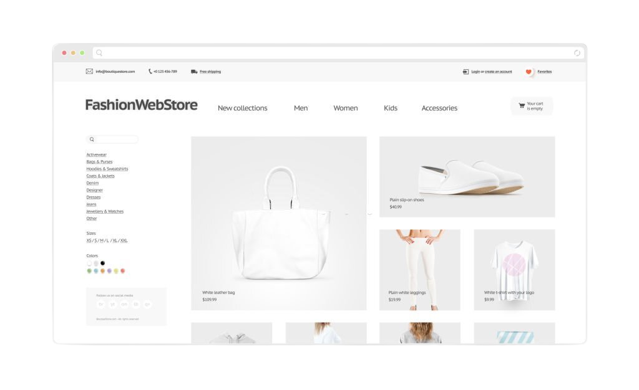 info@boutiquestore.com
+0 123 456 789
Free shipping
Login or create an account
Favorites
FashionWebStore
New collections
Men
Women
Kids
Accessories
Your cart
is empty
Activewear
Bags & Purses
Hoodies & Sweatshirts
Coats & Jackets
Denim
Designer
Dresses
Jeans
Jewelery & Watches
Other
Sizes
XS / S / M / L / XL / XXL
Colors
White leather bag
$169.99
Plain slip-on shoes
$40.99
Plain white leggings
$19.99
White t-shirt with your logo
$9.99